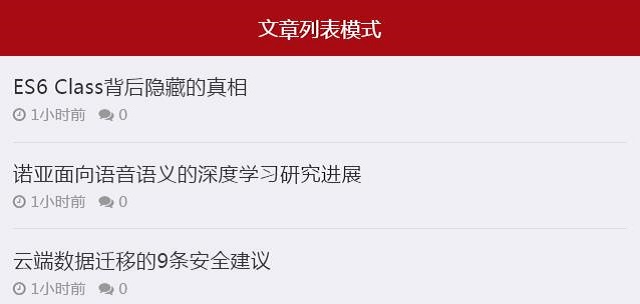 文章列表模式
ES6 Class背后隐藏的真相
1小时前 0
诺亚面向语音语义的深度学习研究进展
1小时前 0
云端数据迁移的9条安全建议
1小时前 0